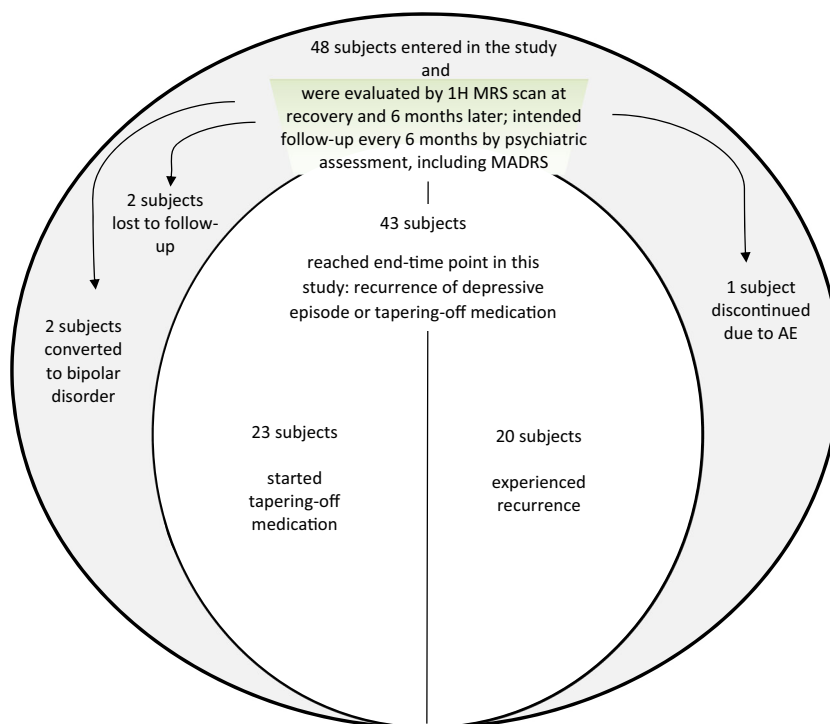 48 subjects entered in the study
and
were evaluated by 1H MRS scan at
recovery and 6 months later; intended
follow-up every 6 months by psychiatric
assessment, including MADRS
2 subjects
lost to follow-
up
2 subjects
converted
to bipolar
disorder
43 subjects
reached end-time point in this
study: recurrence of depressive
episode or tapering-off medication
1 subject
discontinued
due to AE
23 subjects
started
tapering-off
medication
20 subjects
experienced
recurrence